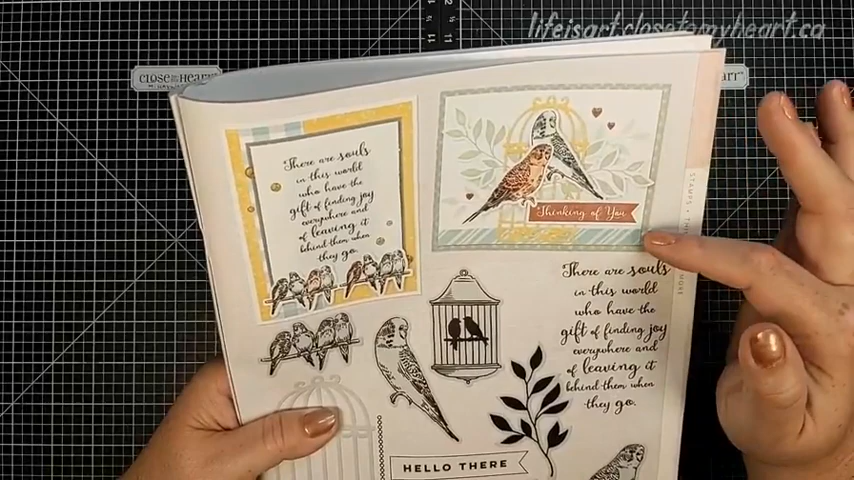 lifeisart.closetomyheart.ca
CLOSE TO MY HEART
There are souls
in this world
who have the
gift of finding joy
everywhere and
of leaving it
behind them when
they go.
Thinking of You
There are souls
in this world
who have the
gift of finding joy
everywhere and
of leaving it
behind them when
they go.
HELLO THERE
STAMPS
MORE